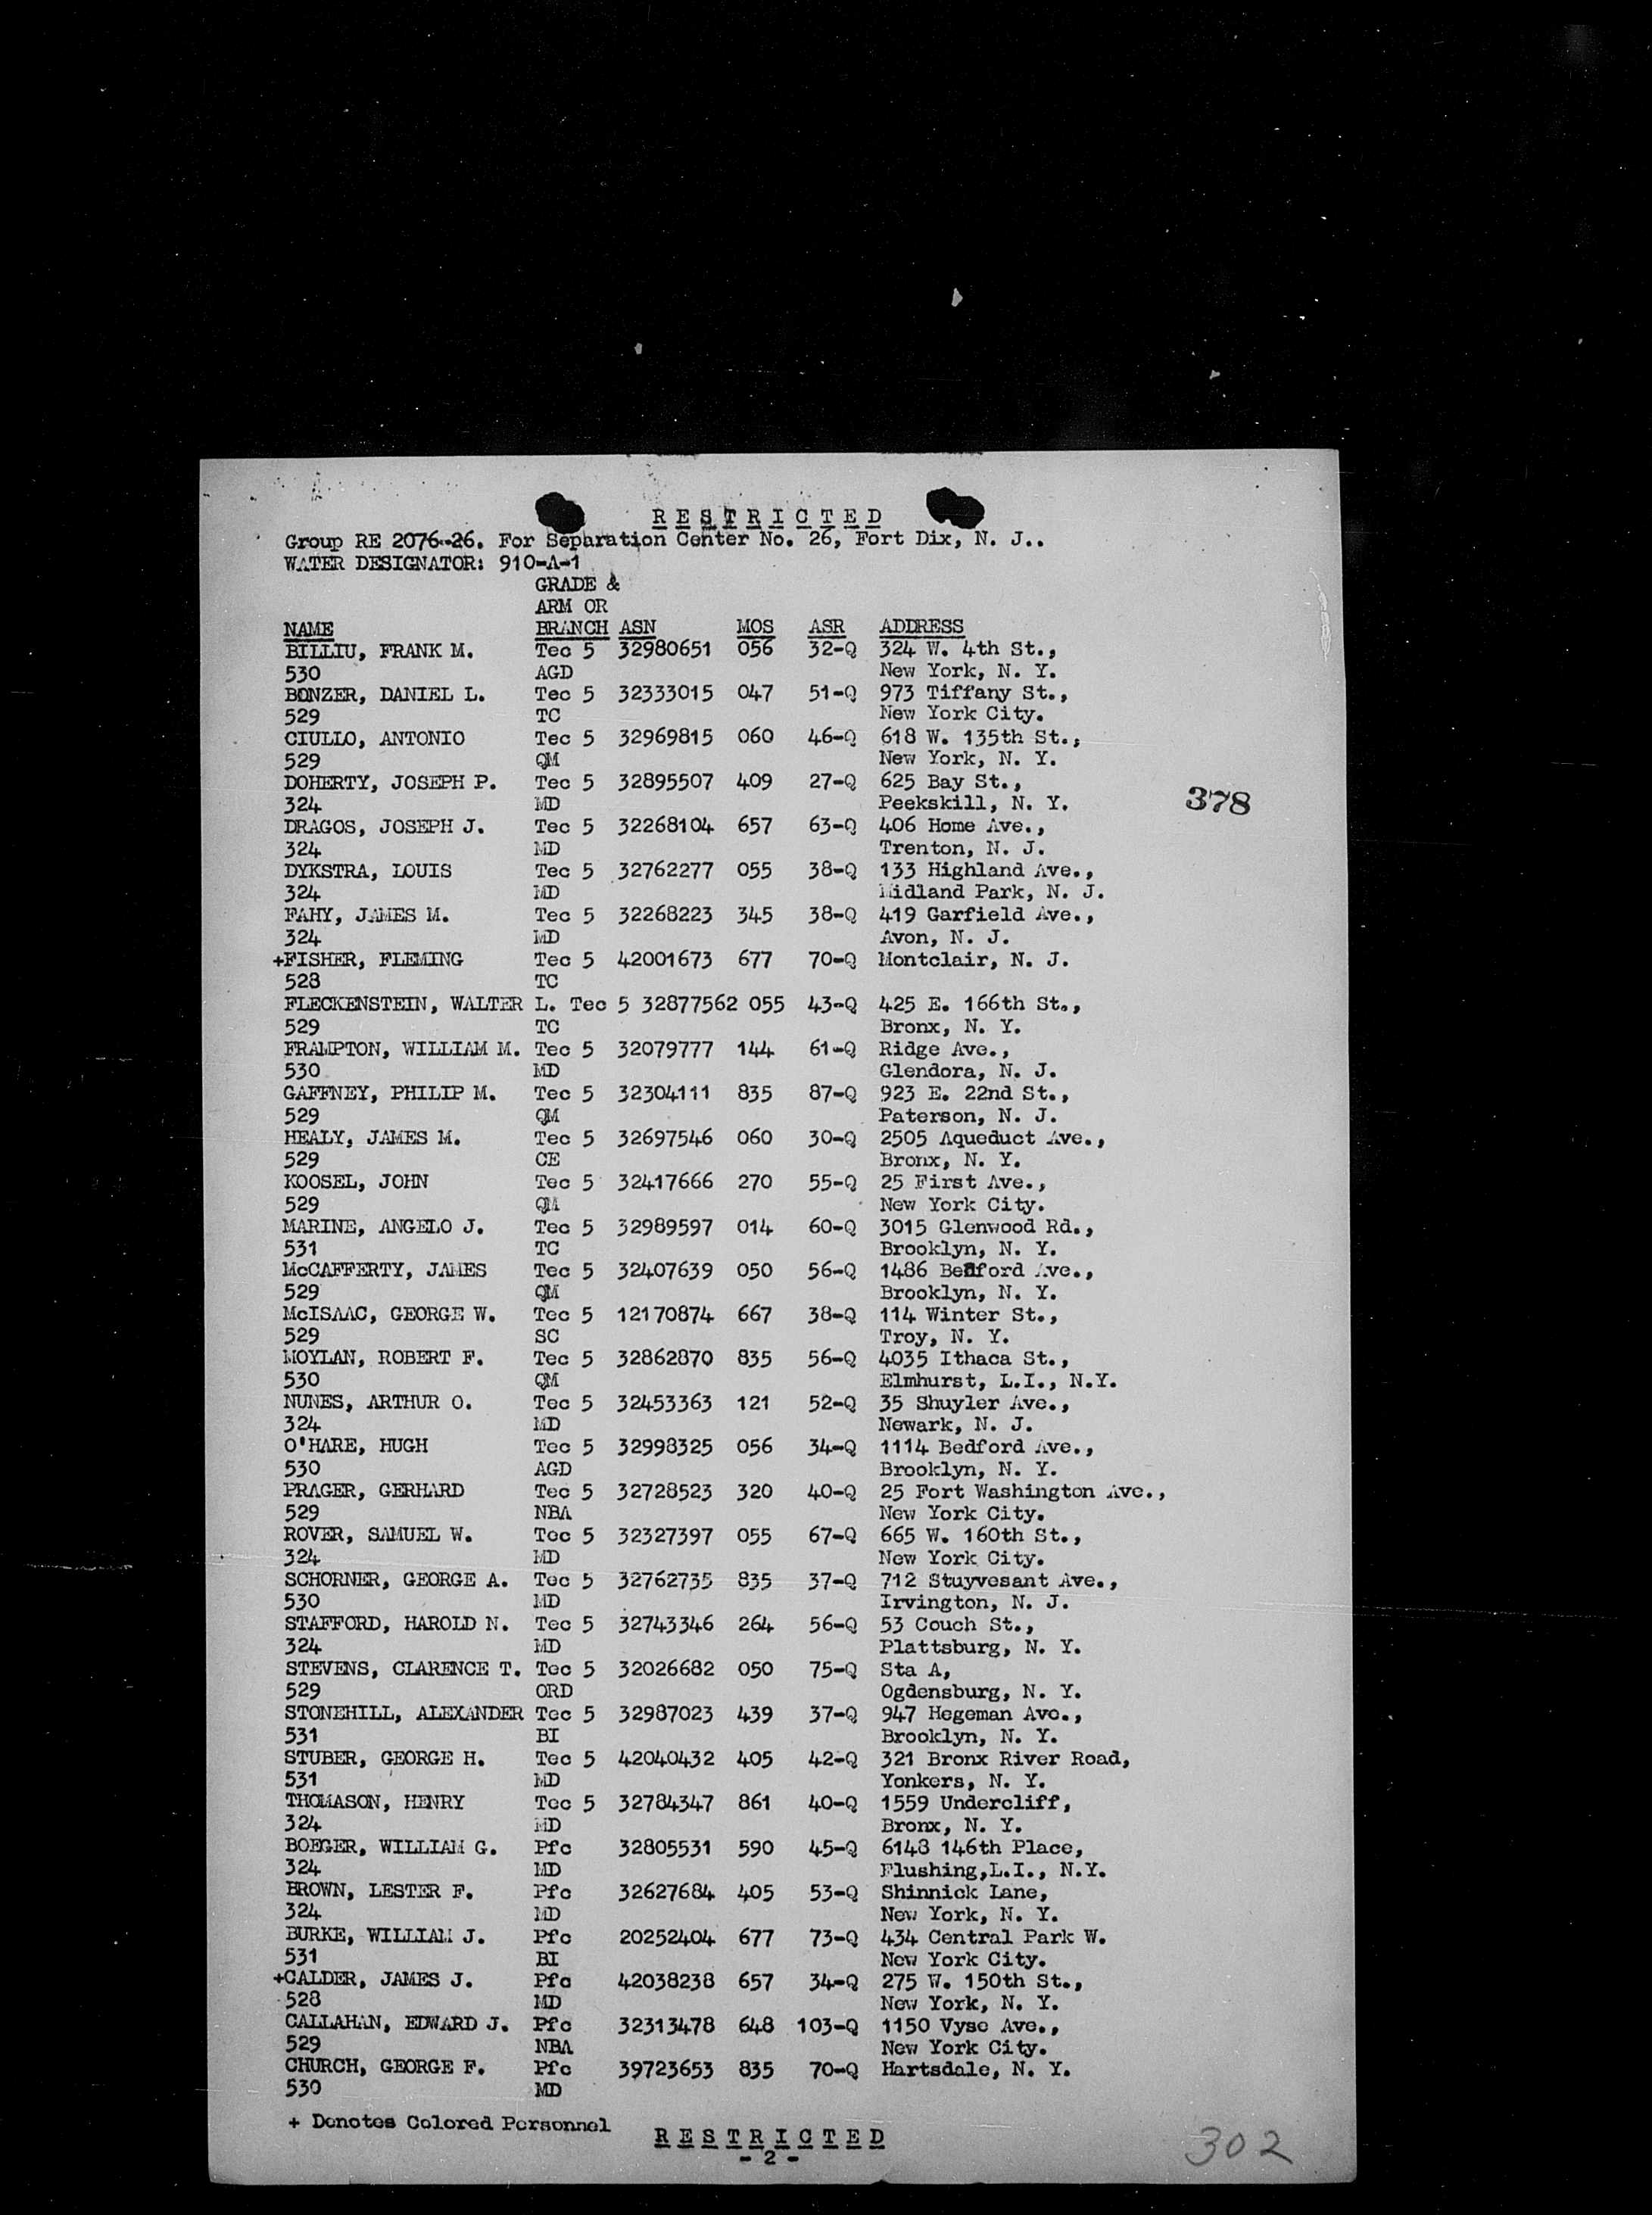 RESTRICTED
Group RE 2076-26. For Separation Center No. 26, Fort Dix, N. J..
WATER DESIGNATOR: 910-A-1
GRADE &
ARM OR
NAME BRANCH ASN MOS ASR ADDRESS
BILLIU, FRANK M. Tec 5 32980651 056 32-Q 324 W. 4th St.,
530 AGD New York, N. Y.
BONZER, DANIEL L. Tec 5 32333015 047 51-Q 973 Tiffany St.,
529 TC New York City.
CIULLO, ANTONIO Tec 5 32969815 060 46-Q 618 W. 135th St.,
529 QM New York, N. Y.
DOHERTY, JOSEPH P. Tec 5 32895507 409 27-Q 625 Bay St.,
324 MD Peekskill, N. Y.
378
DRAGOS, JOSEPH J. Tec 5 32268104 657 63-Q 406 Home Ave.,
324 MD Trenton, N. J.
DYKSTRA, LOUIS Tec 5 32762277 055 38-Q 133 Highland Ave.,
324 MD Midland Park, N. J.
FAHY, JAMES M. Tec 5 32268223 345 38-Q 419 Garfield Ave.,
324 MD Avon, N. J.
+FISHER, FLEMING Tec 5 42001673 677 70-Q Montclair, N. J.
528 TC
FLECKENSTEIN, WALTER L. Tec 5 32877562 055 43-Q 425 E. 166th St.,
529 TC Bronx, N. Y.
FRAMPTON, WILLIAM M. Tec 5 32079777 144 61-Q Ridge Ave.,
530 MD Glendora, N. J.
GAFFNEY, PHILIP M. Tec 5 32304111 835 87-Q 923 E. 22nd St.,
529 QM Paterson, N. J.
HEALY, JAMES M. Tec 5 32697546 060 30-Q 2505 Aqueduct Ave.,
529 CE Bronx, N. Y.
KOOSEL, JOHN Tec 5 32417666 270 55-Q 25 First Ave.,
529 QM New York City.
MARINE, ANGELO J. Tec 5 32989597 014 60-Q 3015 Glenwood Rd.,
531 TC Brooklyn, N. Y.
McCAFFERTY, JAMES Tec 5 32407639 050 56-Q 1486 Bedford Ave.,
529 QM Brooklyn, N. Y.
McISAAC, GEORGE W. Tec 5 12170874 667 38-Q 114 Winter St.,
529 SC Troy, N. Y.
MOYLAN, ROBERT F. Tec 5 32862870 835 56-Q 4035 Ithaca St.,
530 QM Elmhurst, L.I., N.Y.
NUNES, ARTHUR O. Tec 5 32453363 121 52-Q 35 Shuyler Ave.,
324 MD Newark, N. J.
O'HARE, HUGH Tec 5 32998325 056 34-Q 1114 Bedford Ave.,
530 AGD Brooklyn, N. Y.
PRAGER, GERHARD Tec 5 32728523 320 40-Q 25 Fort Washington Ave.,
529 NBA New York City.
ROVER, SAMUEL W. Tec 5 32327397 055 67-Q 665 W. 160th St.,
324 MD New York City.
SCHORNER, GEORGE A. Tec 5 32762735 835 37-Q 712 Stuyvesant Ave.,
530 MD Irvington, N. J.
STAFFORD, HAROLD N. Tec 5 32743346 264 56-Q 53 Couch St.,
324 MD Plattsburg, N. Y.
STEVENS, CLARENCE T. Tec 5 32026682 050 75-Q Sta A,
529 ORD Ogdensburg, N. Y.
STONEHILL, ALEXANDER Tec 5 32987023 439 37-Q 947 Hegeman Ave.,
531 BI Brooklyn, N. Y.
STUBER, GEORGE H. Tec 5 42040432 405 42-Q 321 Bronx River Road,
531 MD Yonkers, N. Y.
THOMASON, HENRY Tec 5 32784347 861 40-Q 1559 Undercliff,
324 MD Bronx, N. Y.
BOEGER, WILLIAM G. Pfc 32805531 590 45-Q 6148 146th Place,
324 MD Flushing,L.I., N.Y.
BROWN, LESTER F. Pfc 32627684 405 53-Q Shinnick Lane,
324 MD New York, N. Y.
BURKE, WILLIAM J. Pfc 20252404 677 73-Q 434 Central Park W.
531 BI New York City.
+CALDER, JAMES J. Pfc 42038238 657 34-Q 275 W. 150th St.,
528 MD New York, N. Y.
CALLAHAN, EDWARD J. Pfc 32313478 648 103-Q 1150 Vyse Ave.,
529 NBA New York City.
CHURCH, GEORGE F. Pfc 39723653 835 70-Q Hartsdale, N. Y.
530 MD
+ Denotes Colored Personnel
RESTRICTED
- 2 -
302